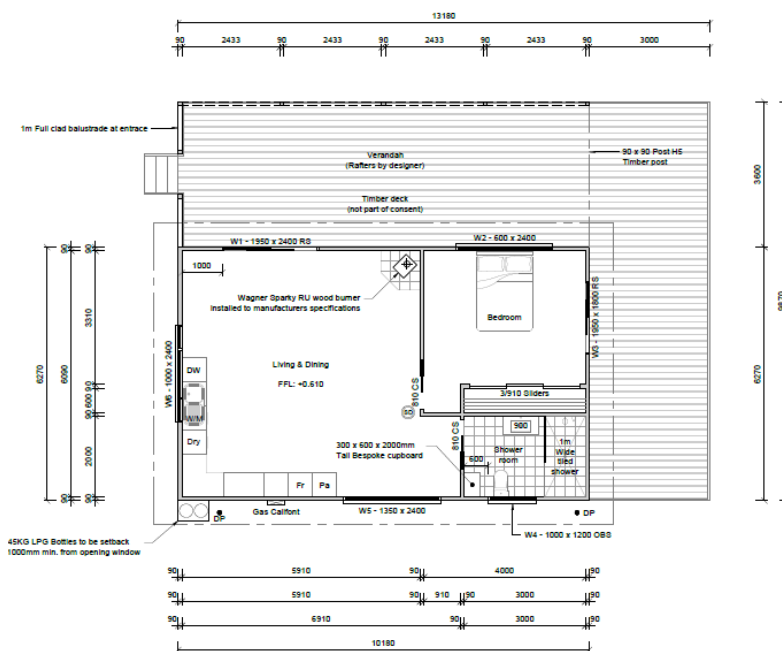 13180
90 2433 90 2433 90 2433 90 2433 90 3000
1m Full clad balustrade at entrace
Verandah
(Rafters by designer)
90 x 90 Post H5
Timber post
3600
Timber deck
(not part of consent)
W1 - 1950 x 2400 RS
W2 - 600 x 2400
1000
Wagner Sparky RU wood burner
Installed to manufacturers specifications
Bedroom
W3 - 1950 x 1800 RS
9870
6270
6270
6090
90
90
3310
90
600
90
2000
90
90
W6 - 1000 x 2400
DW
Living & Dining
FFL: +0.610
810 CS
3/910 Sliders
W/M
SD
Dry
810 CS
900
300 x 600 x 2000mm
Tall Bespoke cupboard
600
Shower
room
1m
Wide
tiled
shower
Fr
Pa
DP
Gas Califont
W5 - 1350 x 2400
DP
W4 - 1000 x 1200 OBS
45KG LPG Bottles to be setback
1000mm min. from opening window
90 5910 90 4000 90
90 5910 90 910 90 3000 90
90 6910 90 3000 90
10180